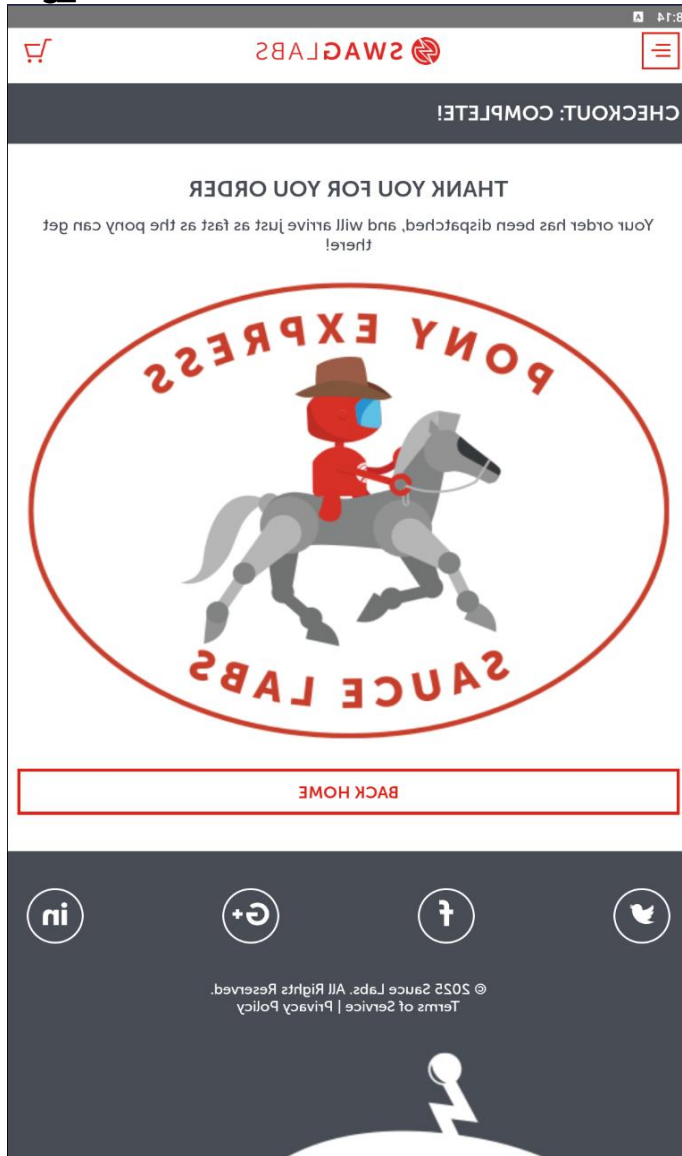 8:14
SWAGLABS
CHECKOUT: COMPLETE!
THANK YOU FOR YOU ORDER
Your order has been dispatched, and will arrive just as fast as the pony can get
there!
PONY EXPRESS
SAUCE LABS
BACK HOME
© 2025 Sauce Labs. All Rights Reserved.
Terms of Service | Privacy Policy